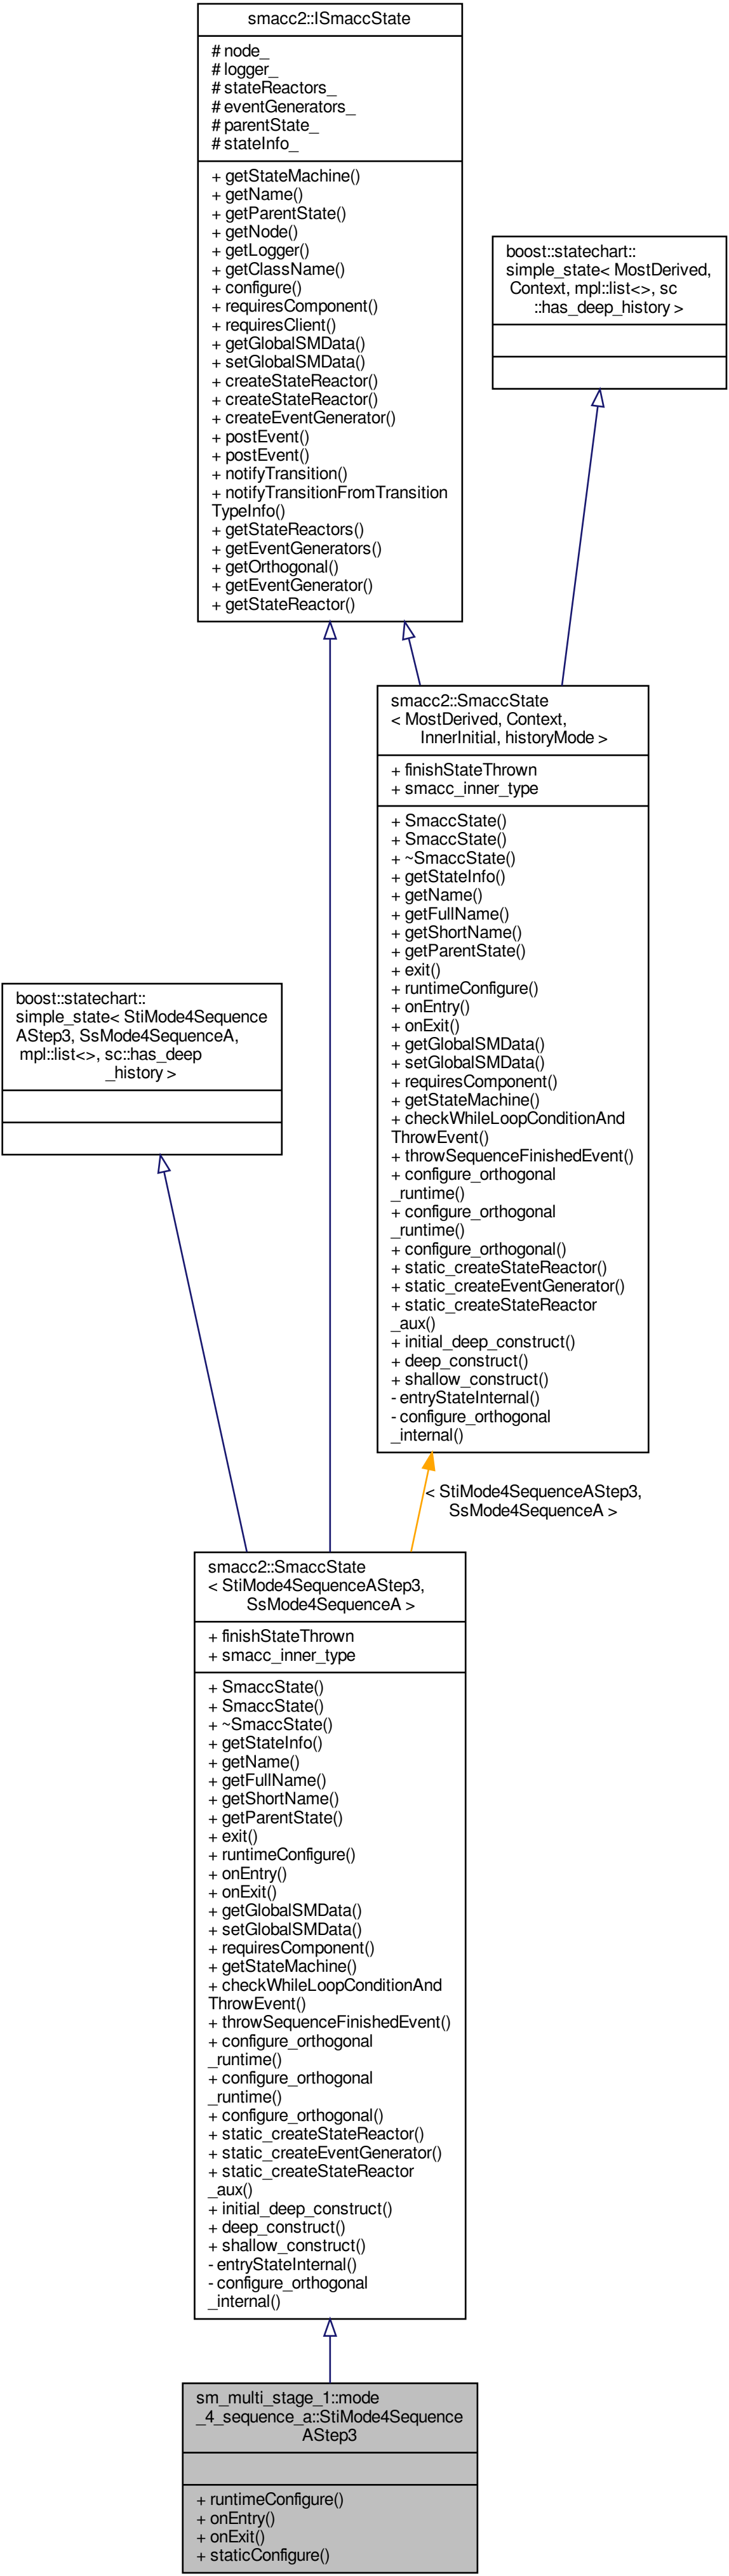 smacc2::ISmaccState
# node_
# logger_
# stateReactors_
# eventGenerators_
# parentState_
# stateInfo_
+ getStateMachine()
+ getName()
+ getParentState()
+ getNode()
+ getLogger()
+ getClassName()
+ configure()
+ requiresComponent()
+ requiresClient()
+ getGlobalSMData()
+ setGlobalSMData()
+ createStateReactor()
+ createStateReactor()
+ createEventGenerator()
+ postEvent()
+ postEvent()
+ notifyTransition()
+ notifyTransitionFromTransition
TypeInfo()
+ getStateReactors()
+ getEventGenerators()
+ getOrthogonal()
+ getEventGenerator()
+ getStateReactor()
boost::statechart::
simple_state< MostDerived,
Context, mpl::list<>, sc
::has_deep_history >
smacc2::SmaccState
< MostDerived, Context,
InnerInitial, historyMode >
+ finishStateThrown
+ smacc_inner_type
+ SmaccState()
+ SmaccState()
+ ~SmaccState()
+ getStateInfo()
+ getName()
+ getFullName()
+ getShortName()
+ getParentState()
+ exit()
+ runtimeConfigure()
+ onEntry()
+ onExit()
+ getGlobalSMData()
+ setGlobalSMData()
+ requiresComponent()
+ getStateMachine()
+ checkWhileLoopConditionAnd
ThrowEvent()
+ throwSequenceFinishedEvent()
+ configure_orthogonal
_runtime()
+ configure_orthogonal
_runtime()
+ configure_orthogonal()
+ static_createStateReactor()
+ static_createEventGenerator()
+ static_createStateReactor
_aux()
+ initial_deep_construct()
+ deep_construct()
+ shallow_construct()
- entryStateInternal()
- configure_orthogonal
_internal()
boost::statechart::
simple_state< StiMode4Sequence
AStep3, SsMode4SequenceA,
mpl::list<>, sc::has_deep
_history >
< StiMode4SequenceAStep3,
SsMode4SequenceA >
smacc2::SmaccState
< StiMode4SequenceAStep3,
SsMode4SequenceA >
+ finishStateThrown
+ smacc_inner_type
+ SmaccState()
+ SmaccState()
+ ~SmaccState()
+ getStateInfo()
+ getName()
+ getFullName()
+ getShortName()
+ getParentState()
+ exit()
+ runtimeConfigure()
+ onEntry()
+ onExit()
+ getGlobalSMData()
+ setGlobalSMData()
+ requiresComponent()
+ getStateMachine()
+ checkWhileLoopConditionAnd
ThrowEvent()
+ throwSequenceFinishedEvent()
+ configure_orthogonal
_runtime()
+ configure_orthogonal
_runtime()
+ configure_orthogonal()
+ static_createStateReactor()
+ static_createEventGenerator()
+ static_createStateReactor
_aux()
+ initial_deep_construct()
+ deep_construct()
+ shallow_construct()
- entryStateInternal()
- configure_orthogonal
_internal()
sm_multi_stage_1::mode
_4_sequence_a::StiMode4Sequence
AStep3
+ runtimeConfigure()
+ onEntry()
+ onExit()
+ staticConfigure()